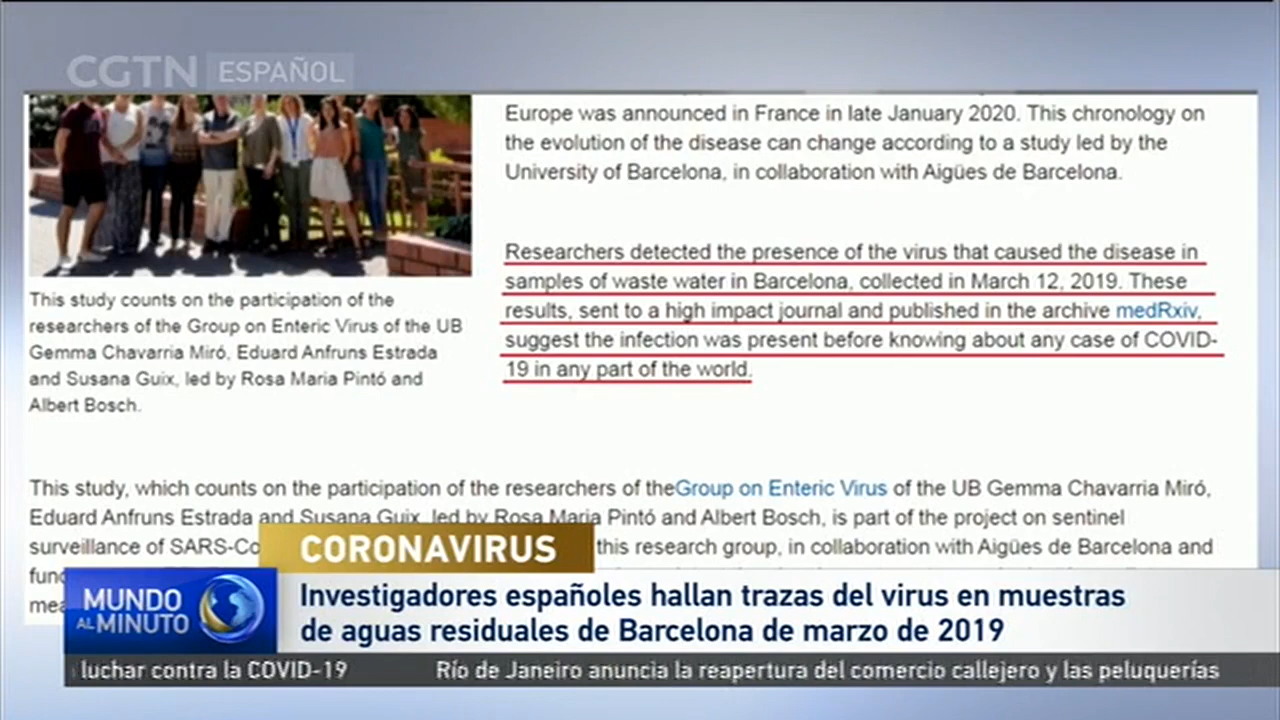 CGTN ESPAÑOL
Europe was announced in France in late January 2020. This chronology on
the evolution of the disease can change according to a study led by the
University of Barcelona, in collaboration with Aigües de Barcelona.
Researchers detected the presence of the virus that caused the disease in
samples of waste water in Barcelona, collected in March 12, 2019. These
results, sent to a high impact journal and published in the archive medRxiv,
suggest the infection was present before knowing about any case of COVID-
19 in any part of the world.
This study counts on the participation of the
researchers of the Group on Enteric Virus of the UB
Gemma Chavarria Miró, Eduard Anfruns Estrada
and Susana Guix, led by Rosa Maria Pintó and
Albert Bosch.
This study, which counts on the participation of the researchers of theGroup on Enteric Virus of the UB Gemma Chavarria Miró,
Eduard Anfruns Estrada and Susana Guix, led by Rosa Maria Pintó and Albert Bosch, is part of the project on sentinel
surveillance of SARS-Co this research group, in collaboration with Aigües de Barcelona and
CORONAVIRUS
MUNDO
AL MINUTO
Investigadores españoles hallan trazas del virus en muestras
de aguas residuales de Barcelona de marzo de 2019
luchar contra la COVID-19 Río de Janeiro anuncia la reapertura del comercio callejero y las peluquerías